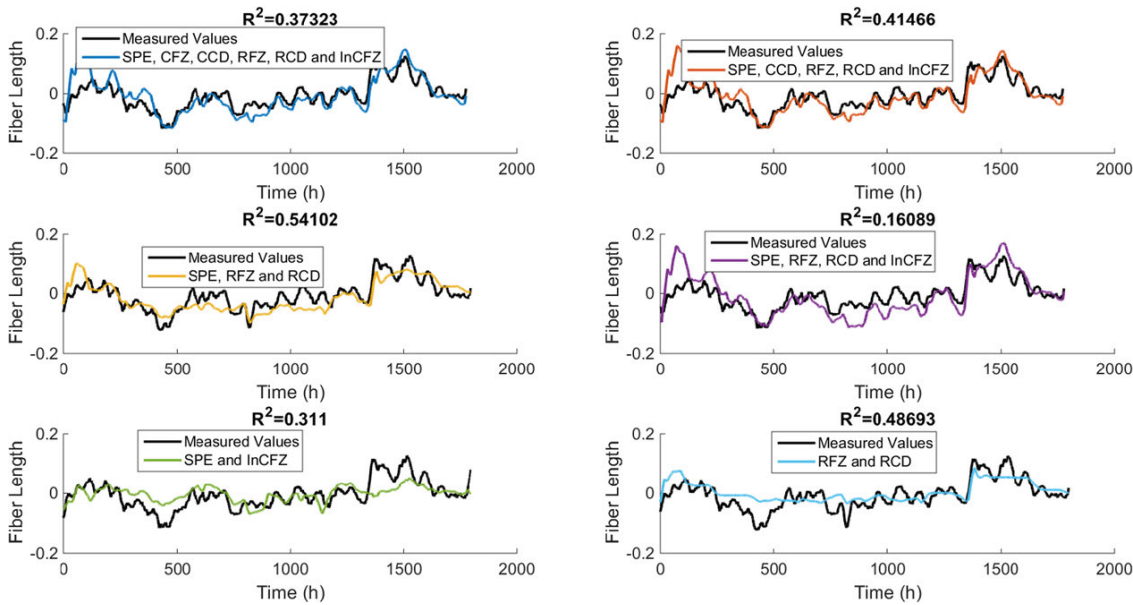 R²=0.37323
0.2
Measured Values
SPE, CFZ, CCD, RFZ, RCD and InCFZ
0
-0.2
Fiber Length
0 500 1000 1500 2000
Time (h)
R²=0.41466
0.2
Measured Values
SPE, CCD, RFZ, RCD and InCFZ
0
-0.2
Fiber Length
0 500 1000 1500 2000
Time (h)
R²=0.54102
0.2
Measured Values
SPE, RFZ and RCD
0
-0.2
Fiber Length
0 500 1000 1500 2000
Time (h)
R²=0.16089
0.2
Measured Values
SPE, RFZ, RCD and InCFZ
0
-0.2
Fiber Length
0 500 1000 1500 2000
Time (h)
R²=0.311
0.2
Measured Values
SPE and InCFZ
0
-0.2
Fiber Length
0 500 1000 1500 2000
Time (h)
R²=0.48693
0.2
Measured Values
RFZ and RCD
0
-0.2
Fiber Length
0 500 1000 1500 2000
Time (h)